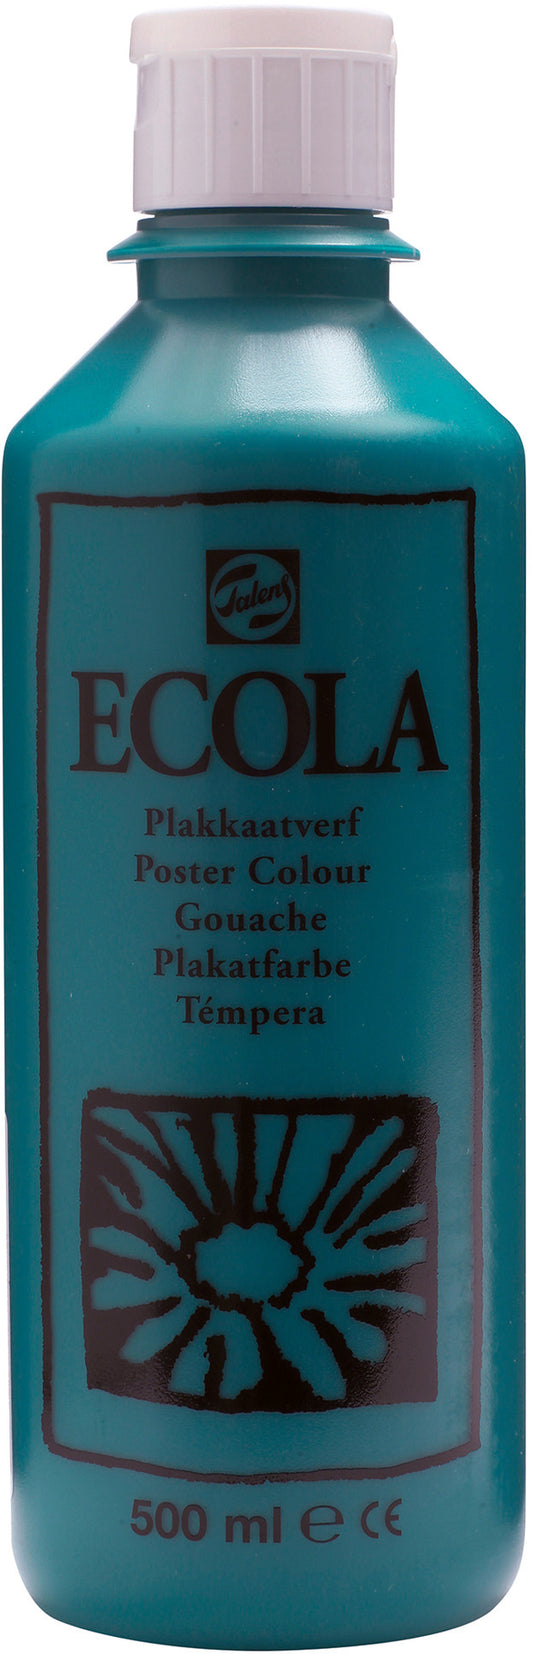 Talens
ECOLA
Plakkaatverf
Poster Colour
Gouache
Plakatfarbe
Témpera
500 ml ℮ CE